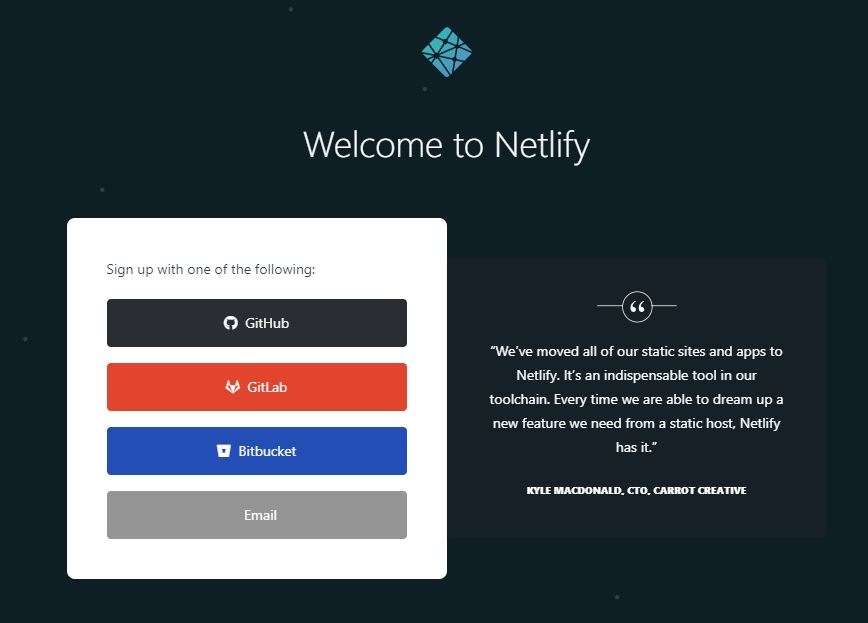 Welcome to Netlify
Sign up with one of the following:
GitHub
GitLab
Bitbucket
Email
“We’ve moved all of our static sites and apps to
Netlify. It’s an indispensable tool in our
toolchain. Every time we are able to dream up a
new feature we need from a static host, Netlify
has it.”
KYLE MACDONALD, CTO, CARROT CREATIVE